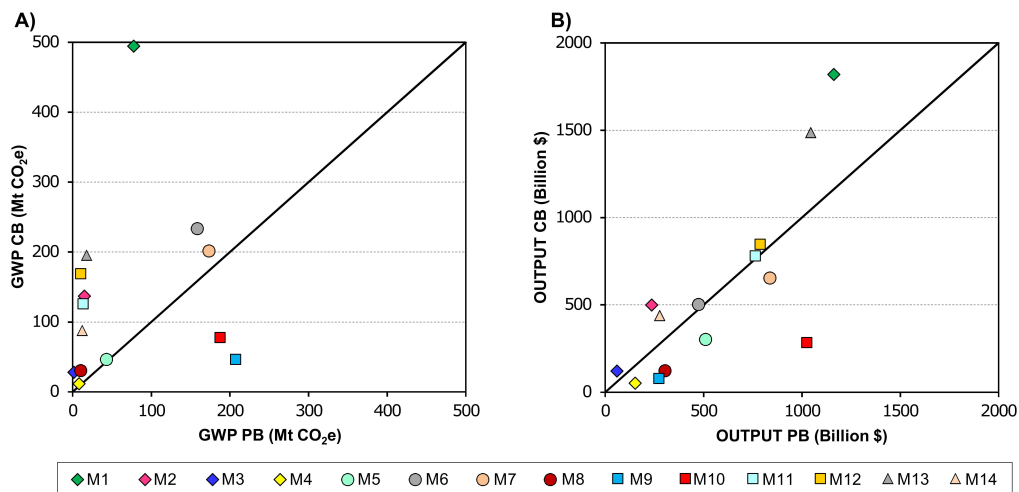 A)
500
400
300
200
100
0
GWP CB (Mt CO₂e)
0 100 200 300 400 500
GWP PB (Mt CO₂e)
B)
2000
1500
1000
500
0
OUTPUT CB (Billion $)
0 500 1000 1500 2000
OUTPUT PB (Billion $)
M1 M2 M3 M4 M5 M6 M7 M8 M9 M10 M11 M12 M13 M14